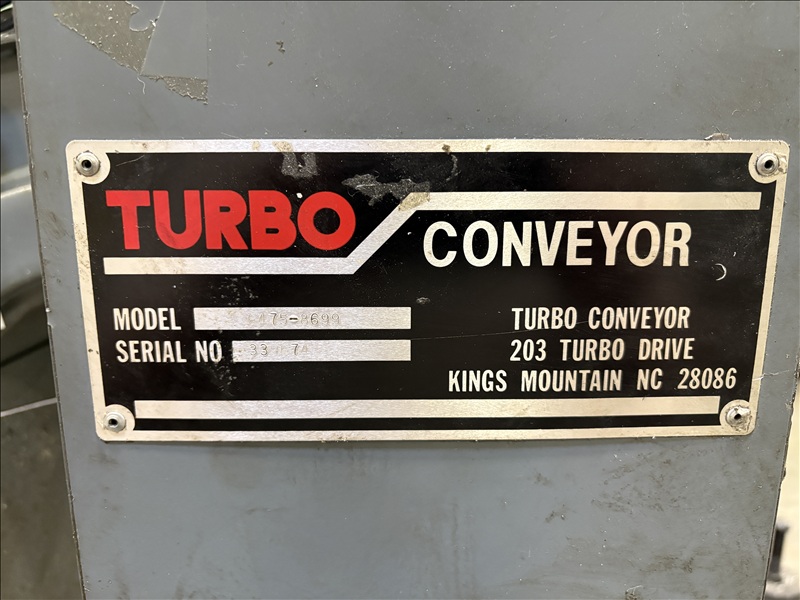 TURBO
CONVEYOR
MODEL
SERIAL NO
TURBO CONVEYOR
203 TURBO DRIVE
KINGS MOUNTAIN NC 28086